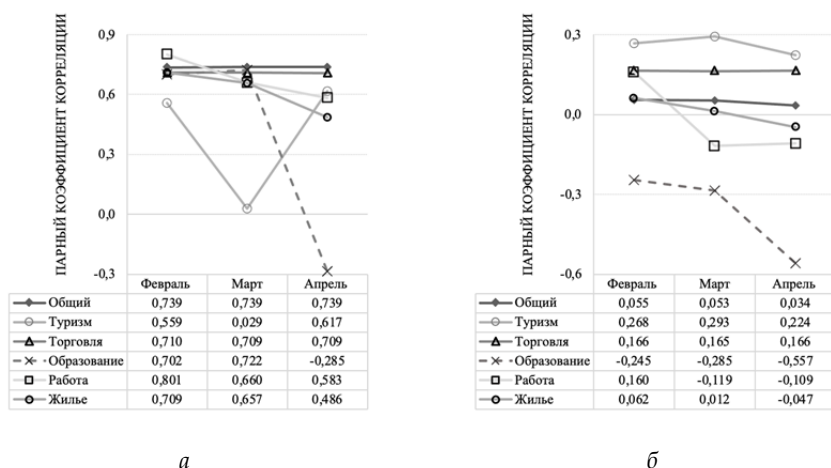 ПАРНЫЙ КОЭФФИЦИЕНТ КОРРЕЛЯЦИИ
0,9
0,6
0,3
0,0
-0,3
Февраль Март Апрель
Общий 0,739 0,739 0,739
Туризм 0,559 0,029 0,617
Торговля 0,710 0,709 0,709
Образование 0,702 0,722 -0,285
Работа 0,801 0,660 0,583
Жилье 0,709 0,657 0,486
а
ПАРНЫЙ КОЭФФИЦИЕНТ КОРРЕЛЯЦИИ
0,3
0,0
-0,3
-0,6
Февраль Март Апрель
Общий 0,055 0,053 0,034
Туризм 0,268 0,293 0,224
Торговля 0,166 0,165 0,166
Образование -0,245 -0,285 -0,557
Работа 0,160 -0,119 -0,109
Жилье 0,062 0,012 -0,047
б